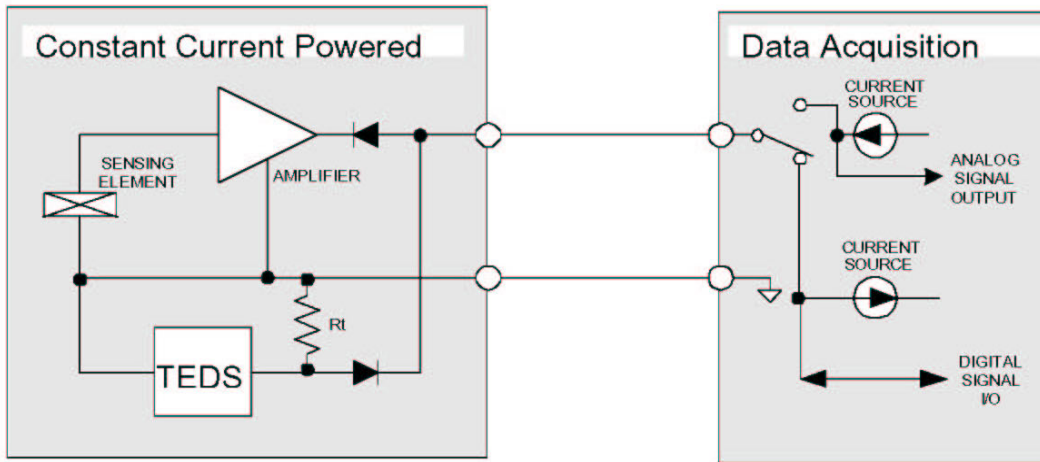 Constant Current Powered
SENSING
ELEMENT
AMPLIFIER
Rt
TEDS
Data Acquisition
CURRENT
SOURCE
ANALOG
SIGNAL
OUTPUT
CURRENT
SOURCE
DIGITAL
SIGNAL
I/O